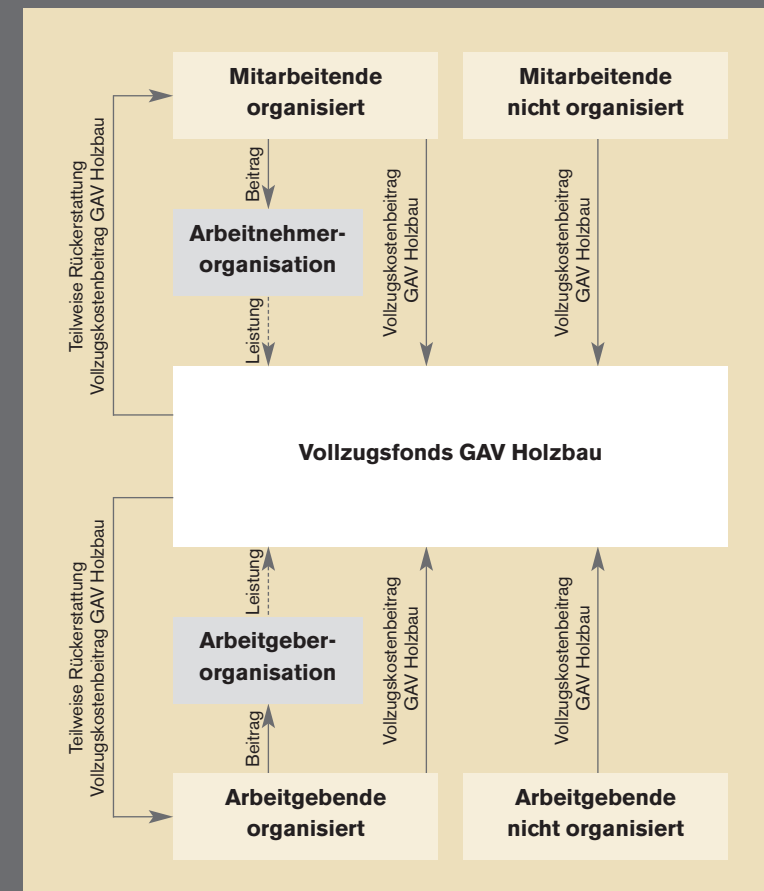 Mitarbeitende
organisiert
Mitarbeitende
nicht organisiert
Teilweise Rückerstattung
Vollzugskostenbeitrag GAV Holzbau
Beitrag
Arbeitnehmer-
organisation
Leistung
Vollzugskostenbeitrag
GAV Holzbau
Vollzugskostenbeitrag
GAV Holzbau
Vollzugsfonds GAV Holzbau
Teilweise Rückerstattung
Vollzugskostenbeitrag GAV Holzbau
Leistung
Arbeitgeber-
organisation
Beitrag
Vollzugskostenbeitrag
GAV Holzbau
Vollzugskostenbeitrag
GAV Holzbau
Arbeitgebende
organisiert
Arbeitgebende
nicht organisiert